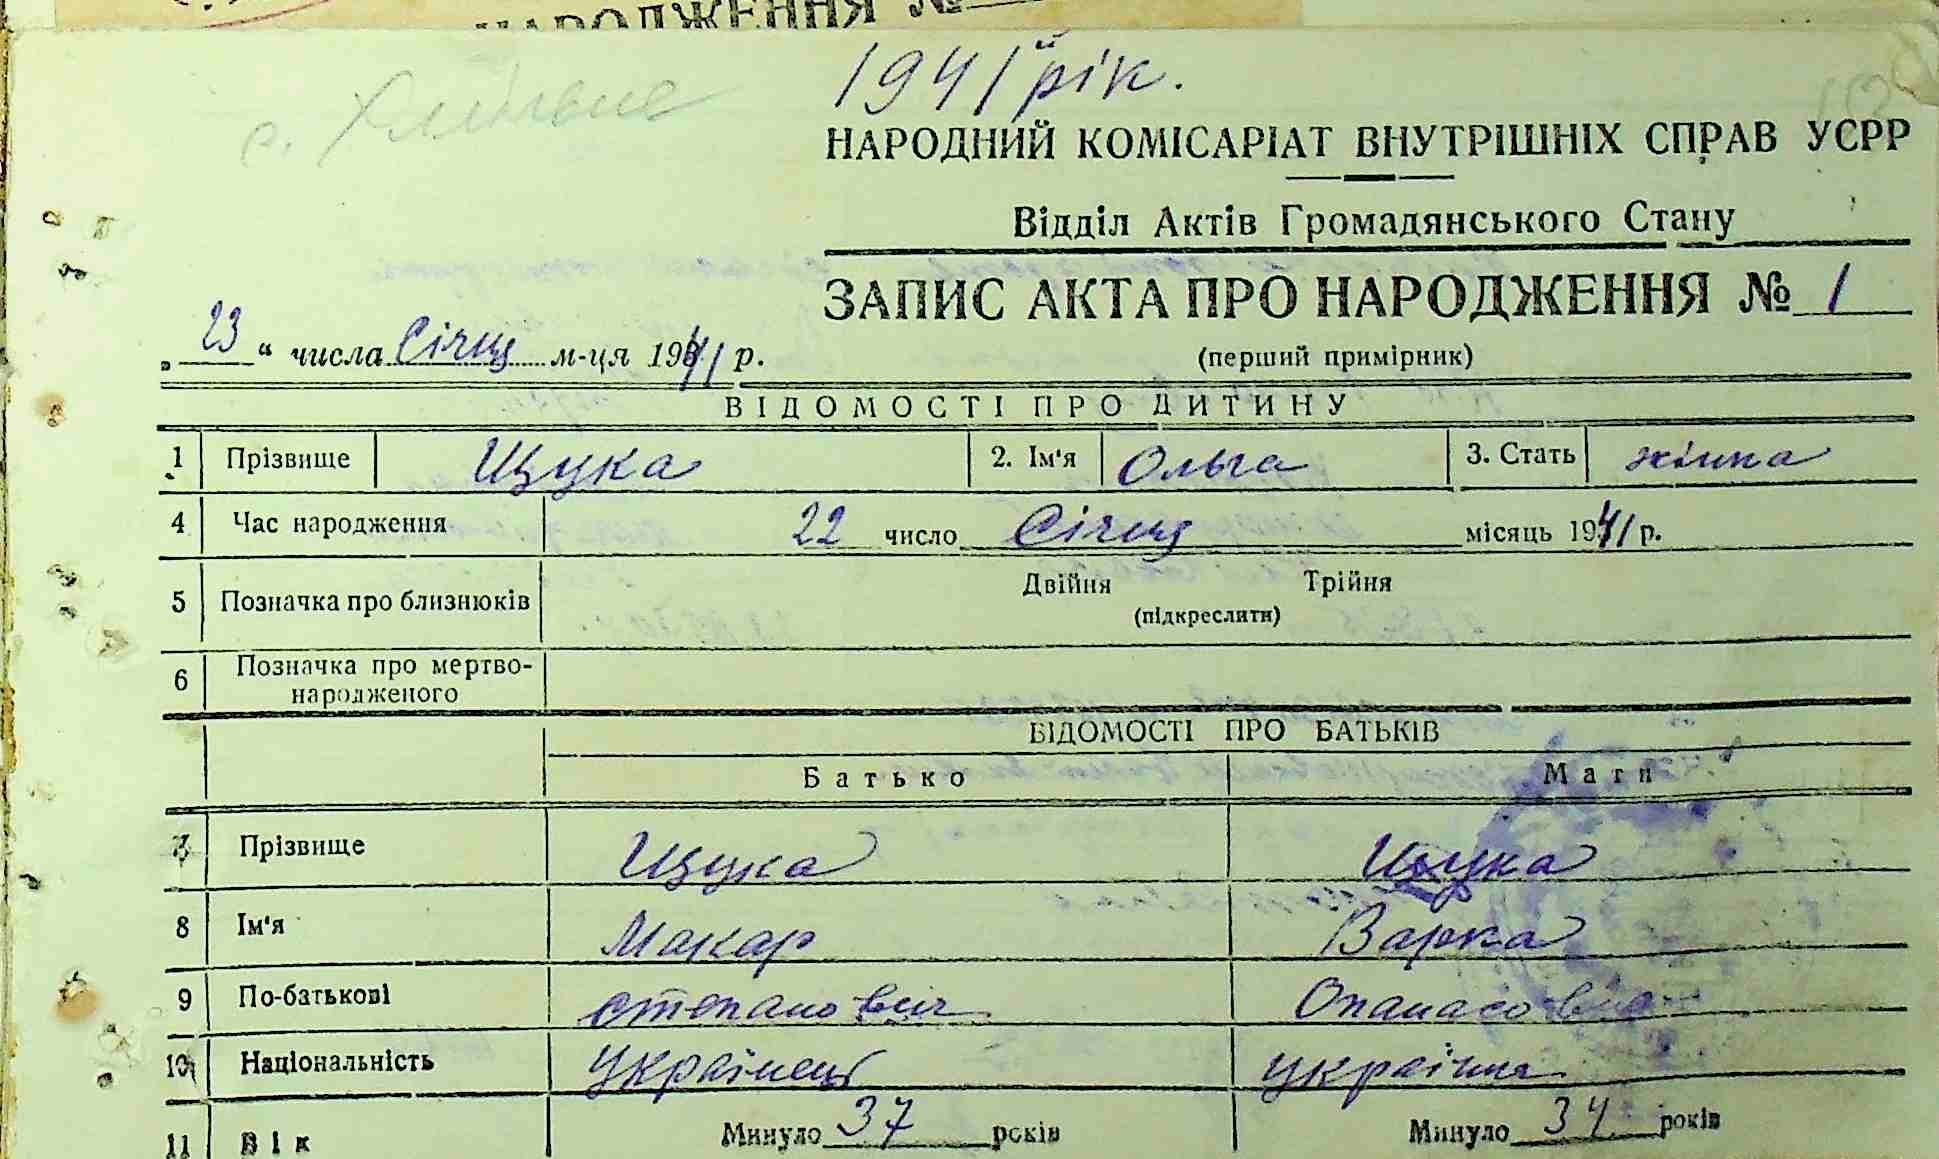 НАРОДЖЕННЯ №
1941 рік.
с.
НАРОДНИЙ КОМІСАРІАТ ВНУТРІШНІХ СПРАВ УСРР
Відділ Актів Громадянського Стану
ЗАПИС АКТА ПРО НАРОДЖЕННЯ № 1
„ 23 “ числа Січня м-ця 1941 р.
(перший примірник)
ВІДОМОСТІ ПРО ДИТИНУ
1 Прізвище Щука 2. Ім'я Ольга 3. Стать жінка
4 Час народження 22 число Січня місяць 1941 р.
5 Позначка про близнюків Двійня Трійня
(підкреслити)
6 Позначка про мертво-
народженого
ВІДОМОСТІ ПРО БАТЬКІВ
Батько Мати
7 Прізвище Щука Щука
8 Ім'я Макар Варка
9 По-батькові Степанович Опанасовна
10 Національність Українець Українка
11 Вік Минуло 37 років Минуло 34 років